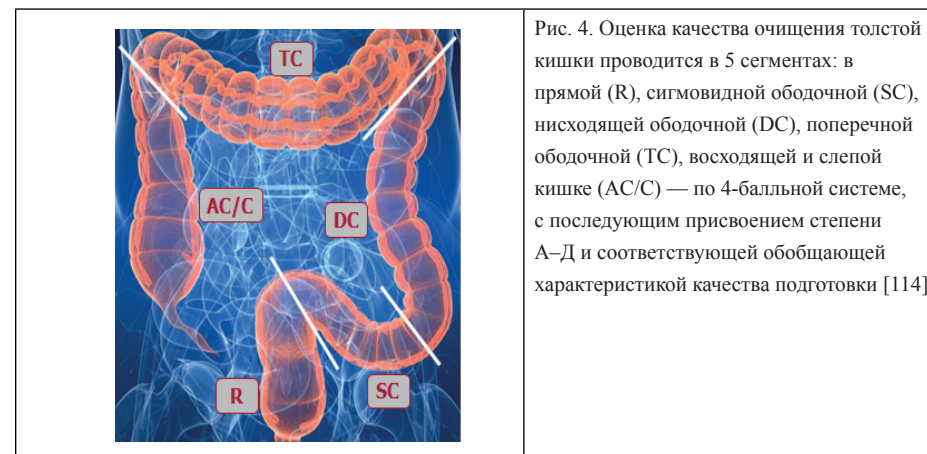 TC
AC/C
DC
R
SC
Рис. 4. Оценка качества очищения толстой
кишки проводится в 5 сегментах: в
прямой (R), сигмовидной ободочной (SC),
нисходящей ободочной (DC), поперечной
ободочной (TC), восходящей и слепой
кишке (AC/C) — по 4-балльной системе,
с последующим присвоением степени
А–Д и соответствующей обобщающей
характеристикой качества подготовки [114]